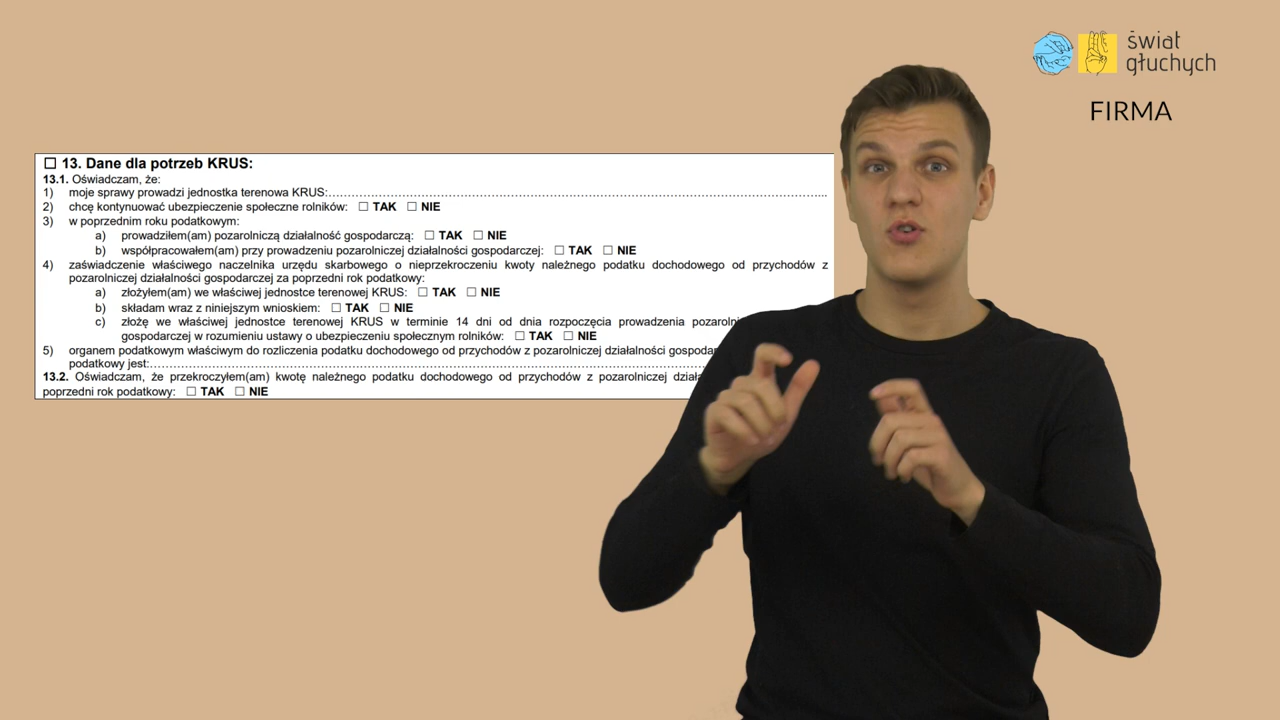 świat
głuchych
FIRMA
☐ 13. Dane dla potrzeb KRUS:
13.1. Oświadczam, że:
1) moje sprawy prowadzi jednostka terenowa KRUS:……………………………………………………………………………………
2) chcę kontynuować ubezpieczenie społeczne rolników: ☐ TAK ☐ NIE
3) w poprzednim roku podatkowym:
a) prowadziłem(am) pozarolniczą działalność gospodarczą: ☐ TAK ☐ NIE
b) współpracowałem(am) przy prowadzeniu pozarolniczej działalności gospodarczej: ☐ TAK ☐ NIE
4) zaświadczenie właściwego naczelnika urzędu skarbowego o nieprzekroczeniu kwoty należnego podatku dochodowego od przychodów z
pozarolniczej działalności gospodarczej za poprzedni rok podatkowy:
a) złożyłem(am) we właściwej jednostce terenowej KRUS: ☐ TAK ☐ NIE
b) składam wraz z niniejszym wnioskiem: ☐ TAK ☐ NIE
c) złożę we właściwej jednostce terenowej KRUS w terminie 14 dni od dnia rozpoczęcia prowadzenia
gospodarczej w rozumieniu ustawy o ubezpieczeniu społecznym rolników: ☐ TAK ☐ NIE
5) organem podatkowym właściwym do rozliczenia podatku dochodowego od przychodów z pozarolniczej działalności
podatkowy jest:……………………………………………………………………………………
13.2. Oświadczam, że przekroczyłem(am) kwotę należnego podatku dochodowego od przychodów z pozarolniczej
poprzedni rok podatkowy: ☐ TAK ☐ NIE